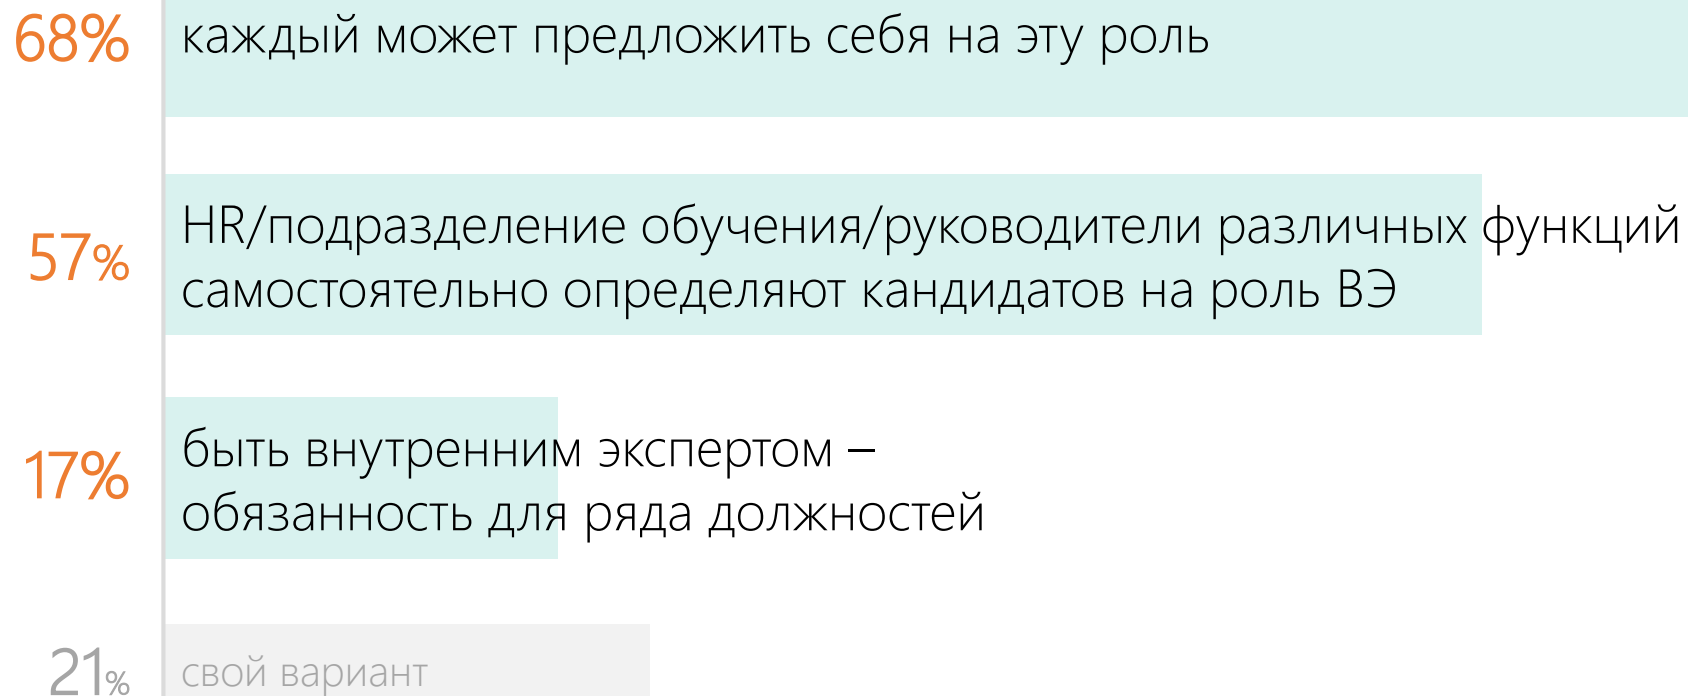 68% каждый может предложить себя на эту роль
HR/подразделение обучения/руководители различных функций
57% самостоятельно определяют кандидатов на роль ВЭ
быть внутренним экспертом –
17% обязанность для ряда должностей
21% свой вариант